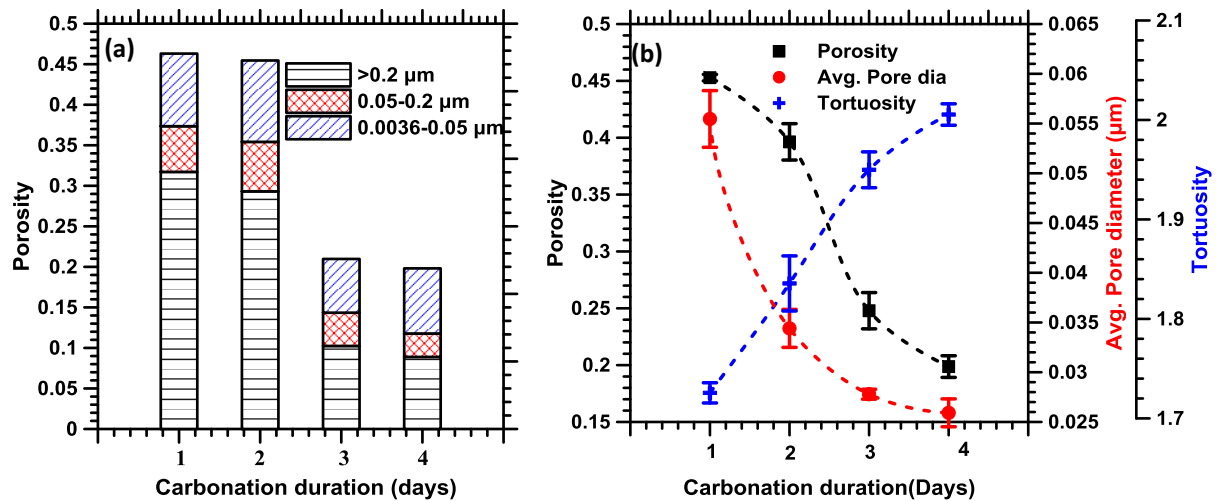 (a)
Porosity
0.5
0.45
0.4
0.35
0.3
0.25
0.2
0.15
0.1
0.05
0
>0.2 µm
0.05-0.2 µm
0.0036-0.05 µm
1 2 3 4
Carbonation duration (days)
(b)
Porosity
0.5
0.45
0.4
0.35
0.3
0.25
0.2
0.15
Porosity
Avg. Pore dia
Tortuosity
1 2 3 4
Carbonation duration(Days)
0.065
0.060
0.055
0.050
0.045
0.040
0.035
0.030
0.025
Avg. Pore diameter (µm)
2.1
2
1.9
1.8
1.7
Tortuosity